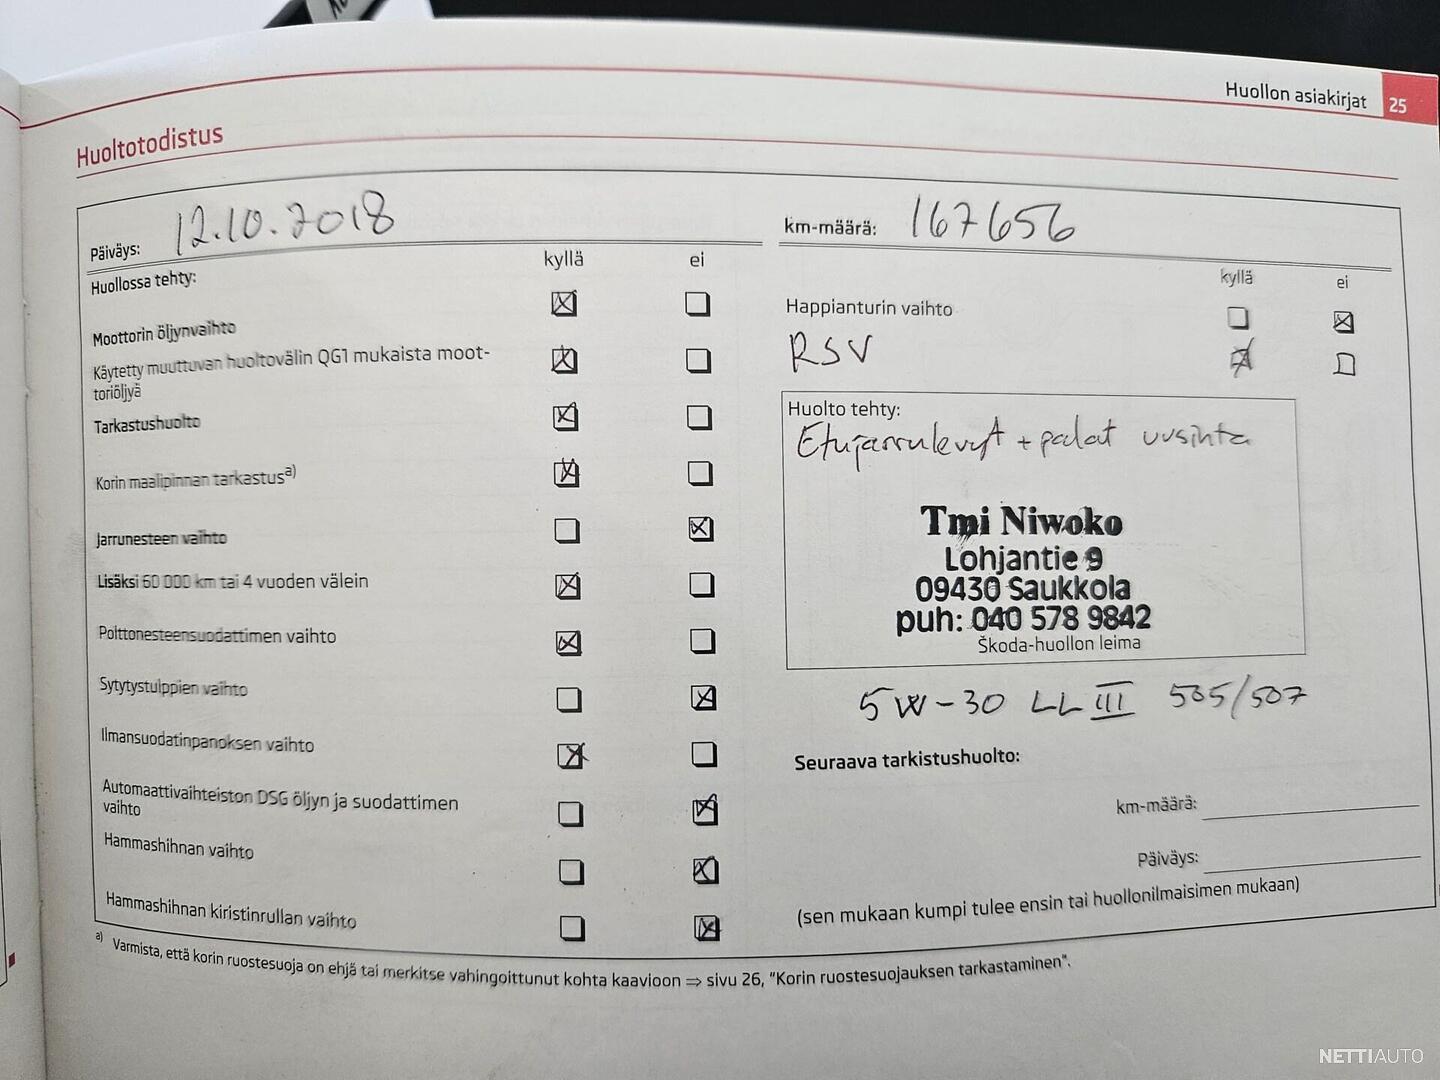 Huollon asiakirjat 25
Huoltotodistus
Päiväys: 12.10.2018
km-määrä: 167656
Huollossa tehty: kyllä ei
Moottorin öljynvaihto
Käytetty muuttuvan huoltovälin QG1 mukaista moot-
toriöljyä
Tarkastushuolto
Korin maalipinnan tarkastus a)
Jarrunesteen vaihto
Lisäksi 60 000 km tai 4 vuoden välein
Polttonesteensuodattimen vaihto
Sytytystulppien vaihto
Ilmansuodatinpanoksen vaihto
Automaattivaihteiston DSG öljyn ja suodattimen
vaihto
Hammashihnan vaihto
Hammashihnan kiristinrullan vaihto
kyllä ei
Happianturin vaihto
RSV
Huolto tehty:
Etujarrulevyt + palat uusinta
Tmi Niwoko
Lohjantie 9
09430 Saukkola
puh: 040 578 9842
Škoda-huollon leima
5W-30 LL III 505/507
Seuraava tarkistushuolto:
km-määrä:
Päiväys:
(sen mukaan kumpi tulee ensin tai huollonilmaisimen mukaan)
a) Varmista, että korin ruostesuoja on ehjä tai merkitse vahingoittunut kohta kaavioon ⇒ sivu 26, "Korin ruostesuojauksen tarkastaminen".
NETTIAUTO